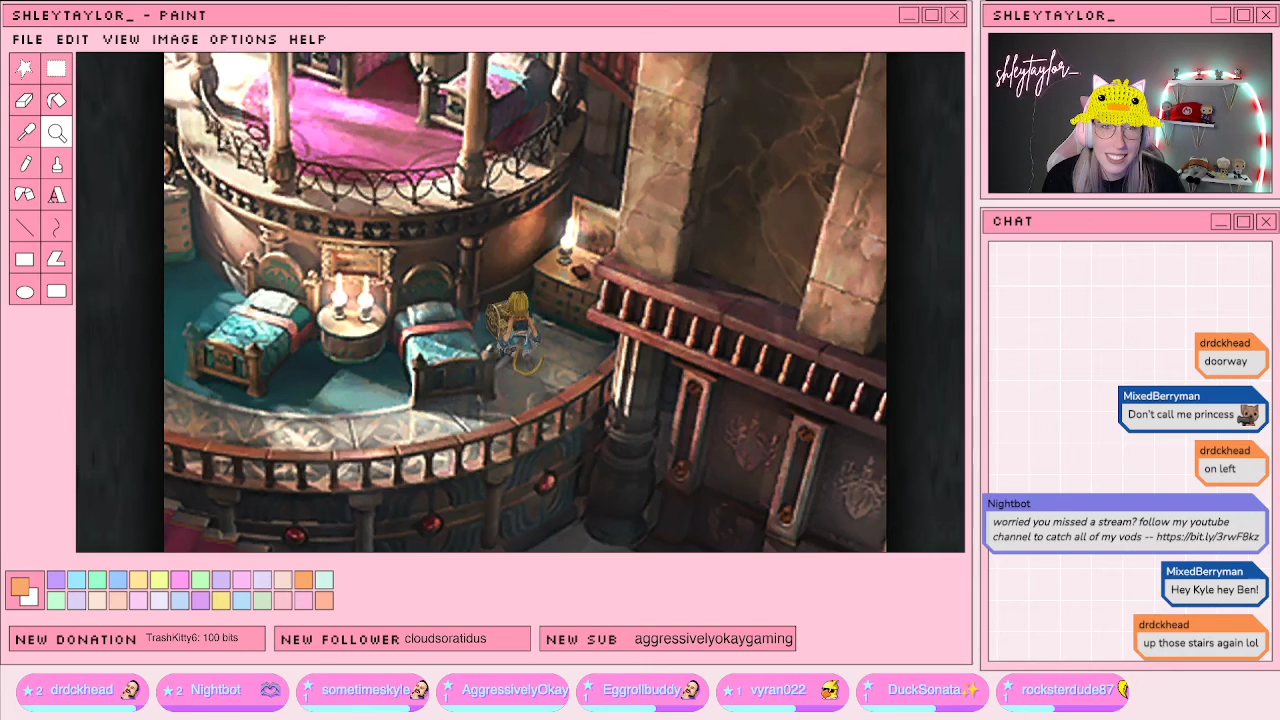 SHLEYTAYLOR_ - PAINT
FILE EDIT VIEW IMAGE OPTIONS HELP
SHLEYTAYLOR_
shleytaylor_
CHAT
drdckhead
doorway
MixedBerryman
Don't call me princess
drdckhead
on left
Nightbot
worried you missed a stream? follow my youtube
channel to catch all of my vods -- https://bit.ly/3rwF8kz
MixedBerryman
Hey Kyle hey Ben!
drdckhead
up those stairs again lol
NEW DONATION TrashKitty6: 100 bits
NEW FOLLOWER cloudsoratidus
NEW SUB aggressivelyokaygaming
★ 2 drdckhead
★ 2 Nightbot
sometimeskyle
AggressivelyOkay
Eggrollbuddy
★ 1 vyran022
DuckSonata
rocksterdude87